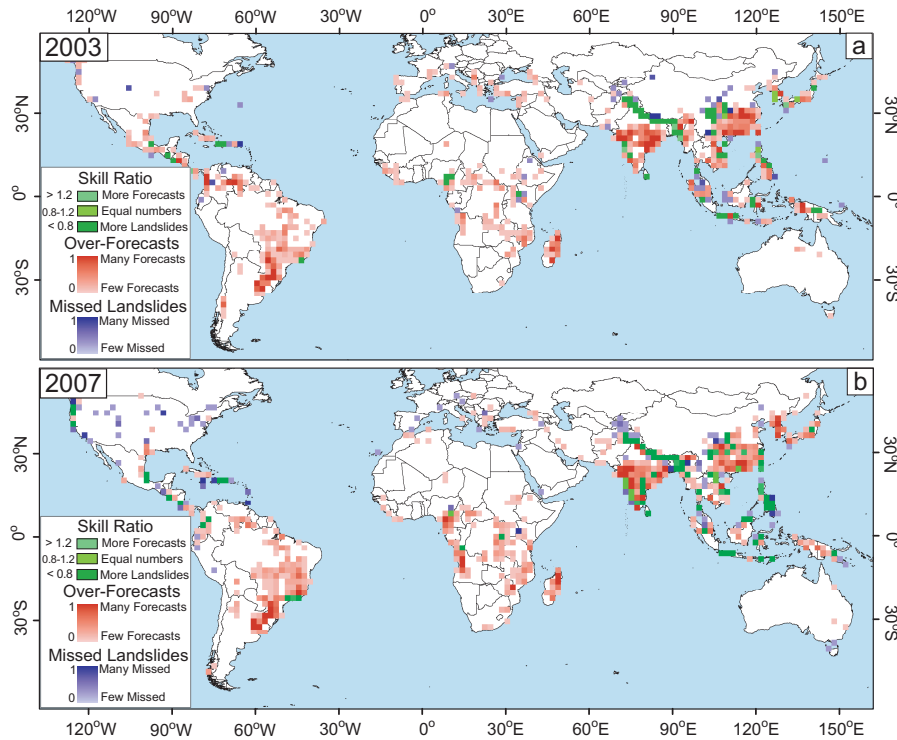 120°W 90°W 60°W 30°W 0° 30°E 60°E 90°E 120°E 150°E
2003
a
30°N 30°N
0° 0°
30°S 30°S
Skill Ratio
> 1.2 More Forecasts
0.8-1.2 Equal numbers
< 0.8 More Landslides
Over-Forecasts
1 Many Forecasts
0 Few Forecasts
Missed Landslides
1 Many Missed
0 Few Missed
2007
b
30°N 30°N
0° 0°
30°S 30°S
Skill Ratio
> 1.2 More Forecasts
0.8-1.2 Equal numbers
< 0.8 More Landslides
Over-Forecasts
1 Many Forecasts
0 Few Forecasts
Missed Landslides
1 Many Missed
0 Few Missed
120°W 90°W 60°W 30°W 0° 30°E 60°E 90°E 120°E 150°E